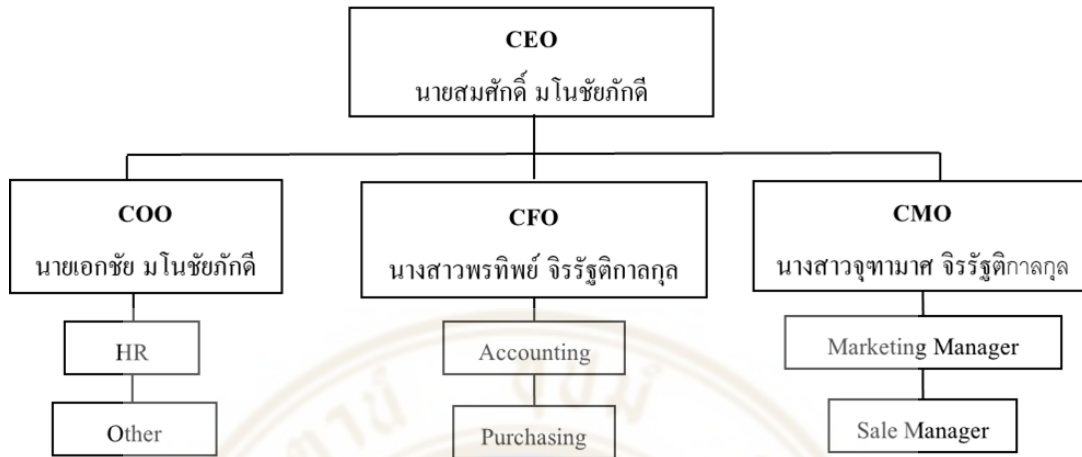 CEO
นายสมศักดิ์ มโนชัยภักดี
COO
นายเอกชัย มโนชัยภักดี
CFO
นางสาวพรทิพย์ จิรรัฐติกาลกุล
CMO
นางสาวจุฑามาศ จิรรัฐติกาลกุล
HR
Other
Accounting
Purchasing
Marketing Manager
Sale Manager